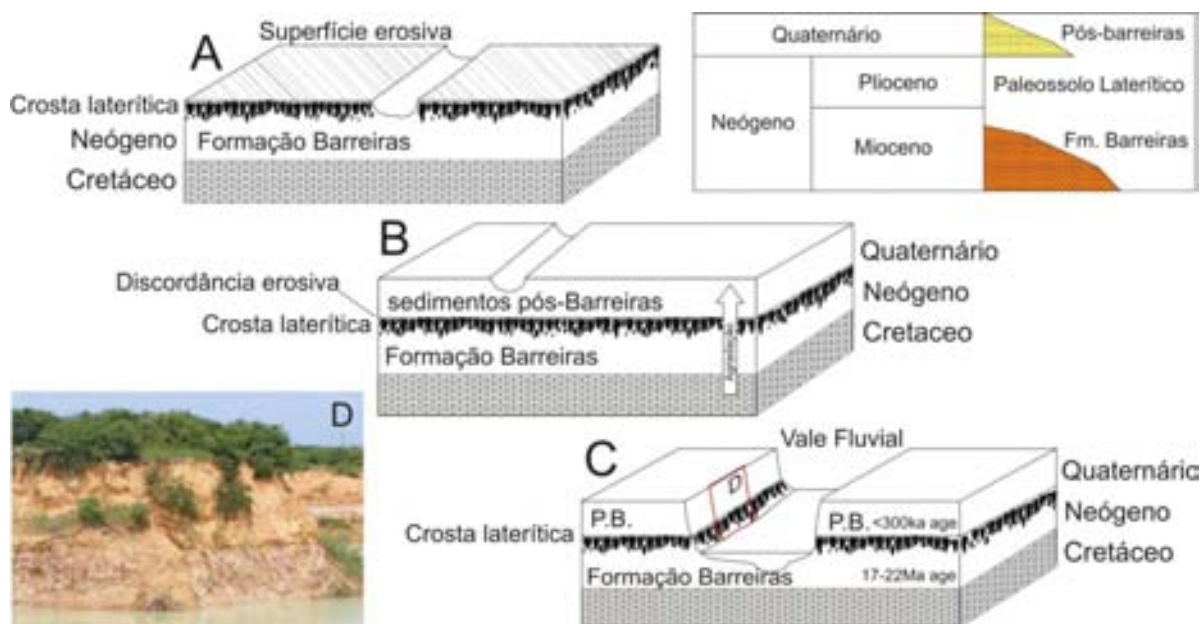 A
Superfície erosiva
Crosta laterítica
Neógeno
Formação Barreiras
Cretáceo
Quaternário
Pós-barreiras
Neógeno
Plioceno
Paleossolo Laterítico
Mioceno
Fm. Barreiras
B
Discordância erosiva
sedimentos pós-Barreiras
Crosta laterítica
Formação Barreiras
Quaternário
Neógeno
Cretaceo
D
C
Vale Fluvial
D
P.B.
P.B. <300ka age
Crosta laterítica
Formação Barreiras
17-22Ma age
Quaternário
Neógeno
Cretáceo